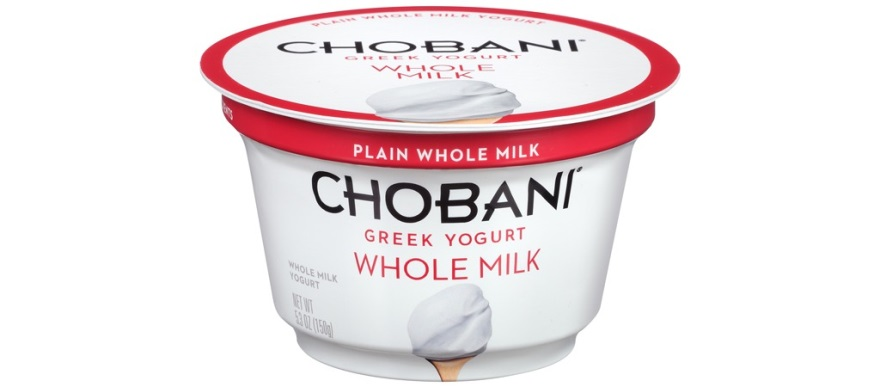 PLAIN WHOLE MILK YOGURT
CHOBANI®
GREEK YOGURT
WHOLE
MILK
PLAIN WHOLE MILK
CHOBANI®
GREEK YOGURT
WHOLE MILK
WHOLE MILK
YOGURT
NET WT
5.3 OZ (150g)